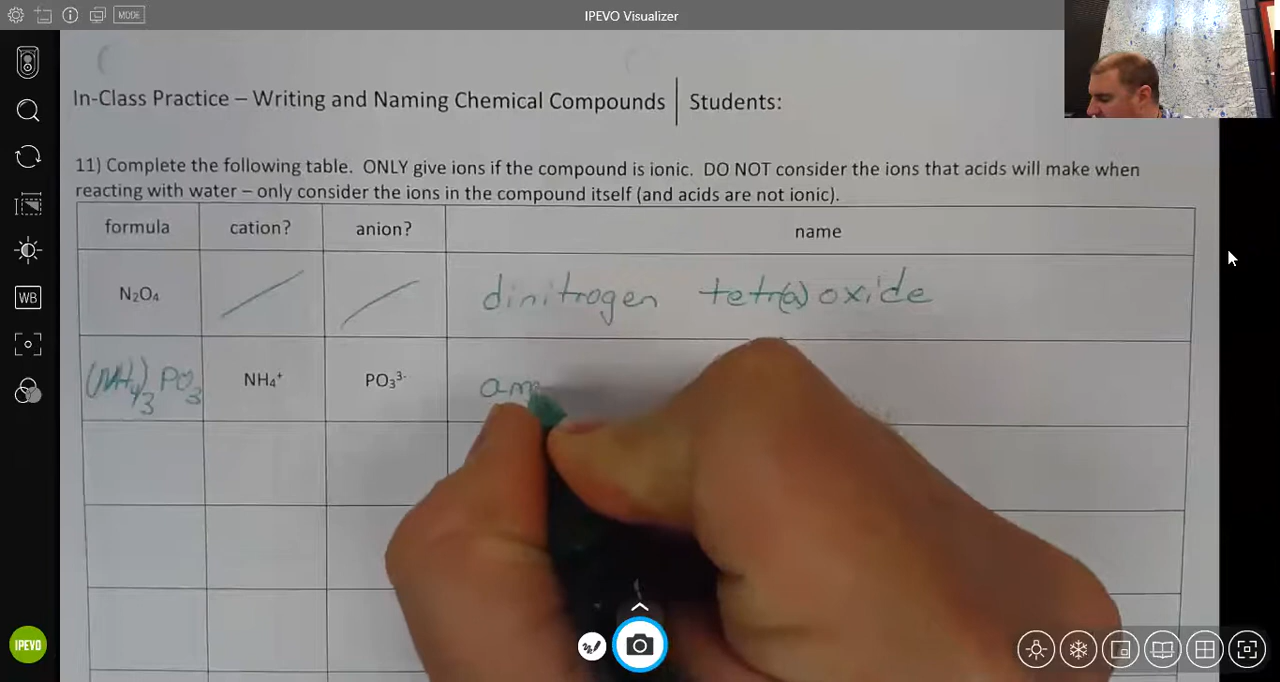 IPEVO Visualizer
MODE
In-Class Practice – Writing and Naming Chemical Compounds | Students:
11) Complete the following table. ONLY give ions if the compound is ionic. DO NOT consider the ions that acids will make when
reacting with water – only consider the ions in the compound itself (and acids are not ionic).
formula cation? anion? name
N₂O₄ dinitrogen tetr(a)oxide
(NH₄)₃PO₃ NH₄⁺ PO₃³⁻ am
WB
IPEVO